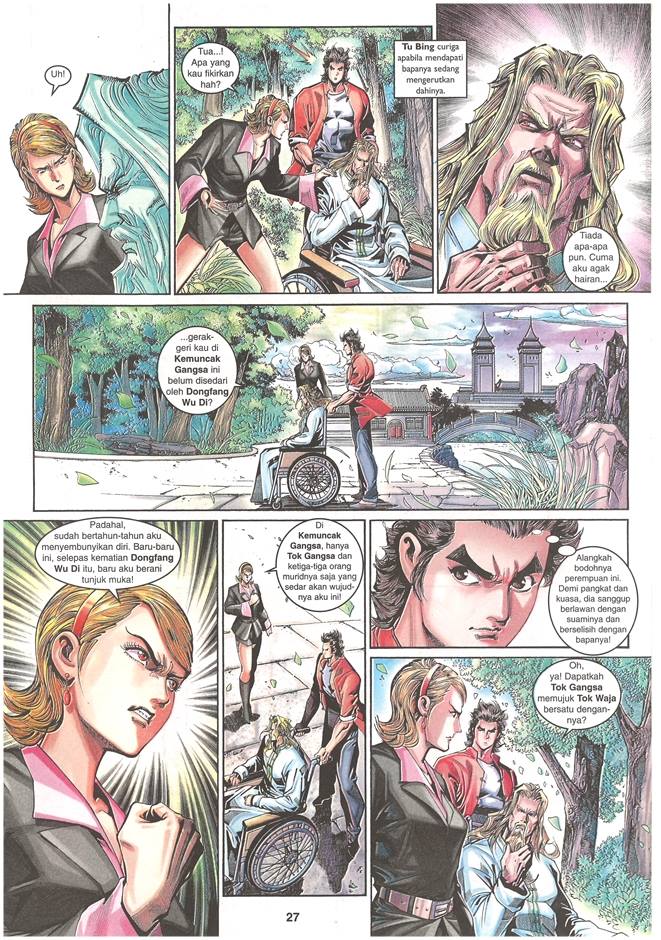 Uh!
Tua...!
Apa yang
kau fikirkan
hah?
Tu Bing curiga
apabila mendapati
bapanya sedang
mengerutkan
dahinya.
Tiada
apa-apa
pun. Cuma
aku agak
hairan...
...gerak-
geri kau di
Kemuncak
Gangsa ini
belum disedari
oleh Dongfang
Wu Di?
Padahal,
sudah bertahun-tahun aku
menyembunyikan diri. Baru-baru
ini, selepas kematian Dongfang
Wu Di itu, baru aku berani
tunjuk muka!
Di
Kemuncak
Gangsa, hanya
Tok Gangsa dan
ketiga-tiga orang
muridnya saja yang
sedar akan wujud-
nya aku ini!
Alangkah
bodohnya
perempuan ini.
Demi pangkat dan
kuasa, dia sanggup
berlawan dengan
suaminya dan
berselisih dengan
bapanya!
Oh,
ya! Dapatkah
Tok Gangsa
memujuk Tok Waja
bersatu dengan-
nya?
27